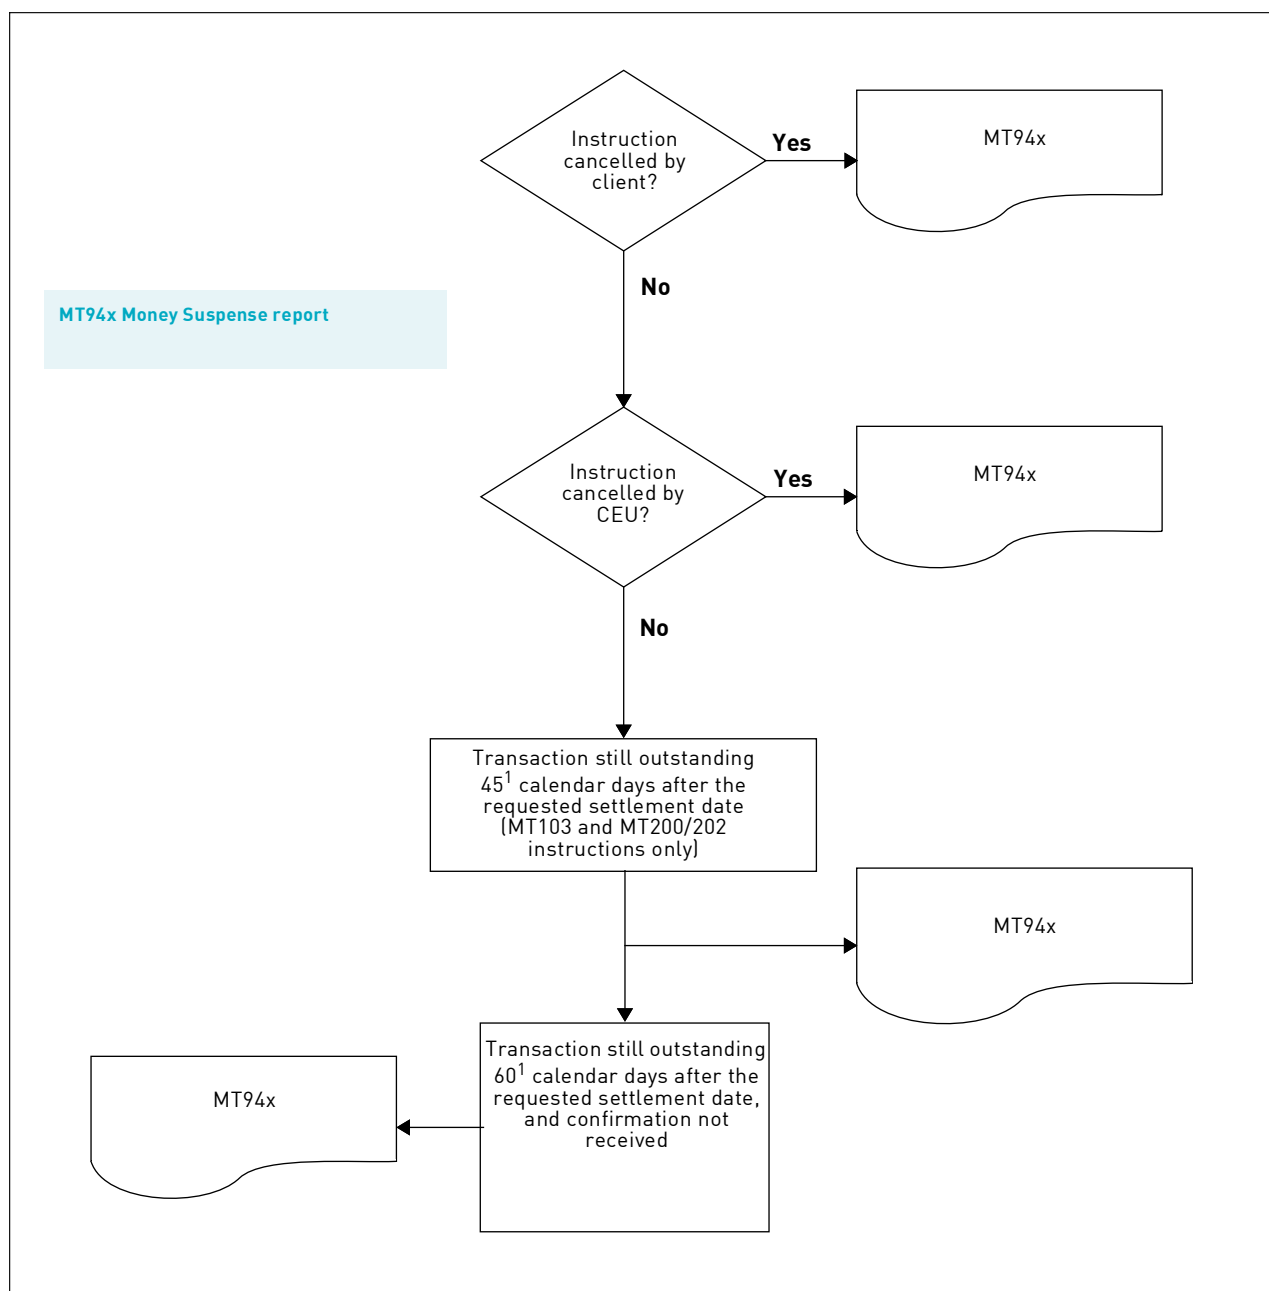 Instruction
cancelled by
client?
Yes
MT94x
No
MT94x Money Suspense report
Instruction
cancelled by
CEU?
Yes
MT94x
No
Transaction still outstanding
45¹ calendar days after the
requested settlement date
(MT103 and MT200/202
instructions only)
MT94x
Transaction still outstanding
60¹ calendar days after the
requested settlement date,
and confirmation not
received
MT94x